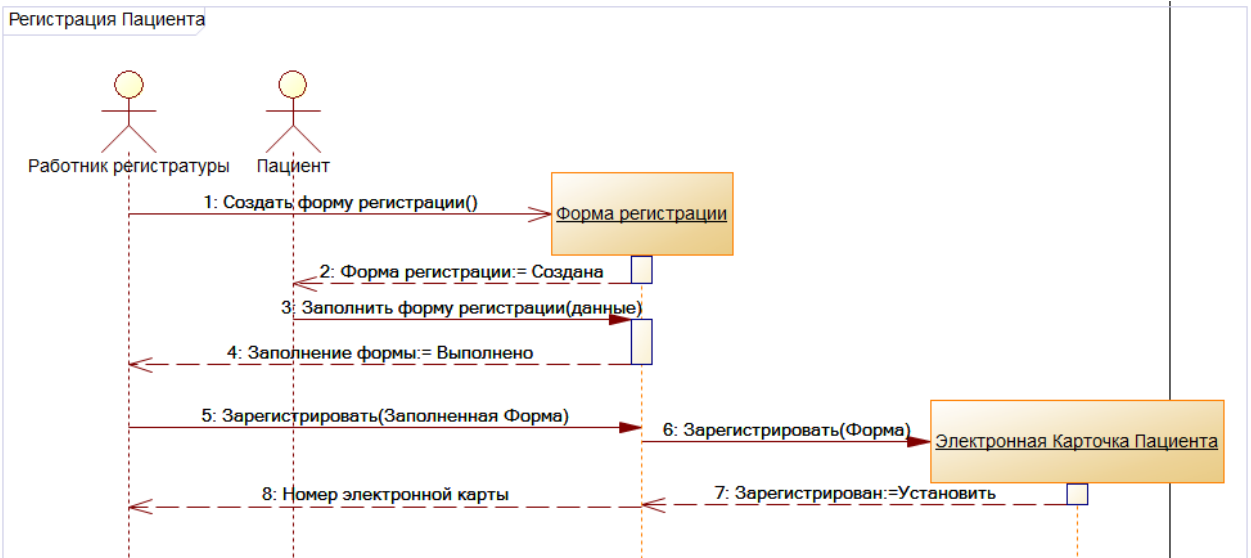 Регистрация Пациента
Работник регистратуры
Пациент
1: Создать форму регистрации()
Форма регистрации
2: Форма регистрации:= Создана
3: Заполнить форму регистрации(данные)
4: Заполнение формы:= Выполнено
5: Зарегистрировать(Заполненная Форма)
6: Зарегистрировать(Форма)
Электронная Карточка Пациента
7: Зарегистрирован:=Установить
8: Номер электронной карты